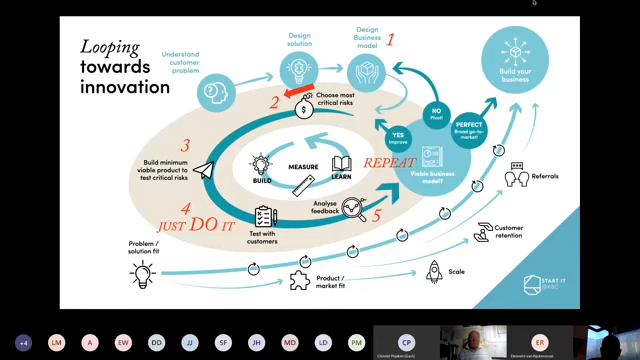 Looping
towards
innovation
Understand
customer
problem
Design
solution
Design
Business
model
1
Build your
business
2
Choose most
critical risks
NO
Pivot!
PERFECT
Broad go-to-
market!
YES
Improve
3
Build minimum
viable product to
test critical risks
MEASURE
BUILD
LEARN
REPEAT
Viable business
model?
Referrals
4
JUST DO IT
Analyse
feedback
5
Test with
customers
Customer
retention
Problem /
solution fit
Product /
market fit
Scale
START IT
@KBC
+4
LM
A
EW
DD
JJ
SF
JH
MD
LD
PM
CP
ER